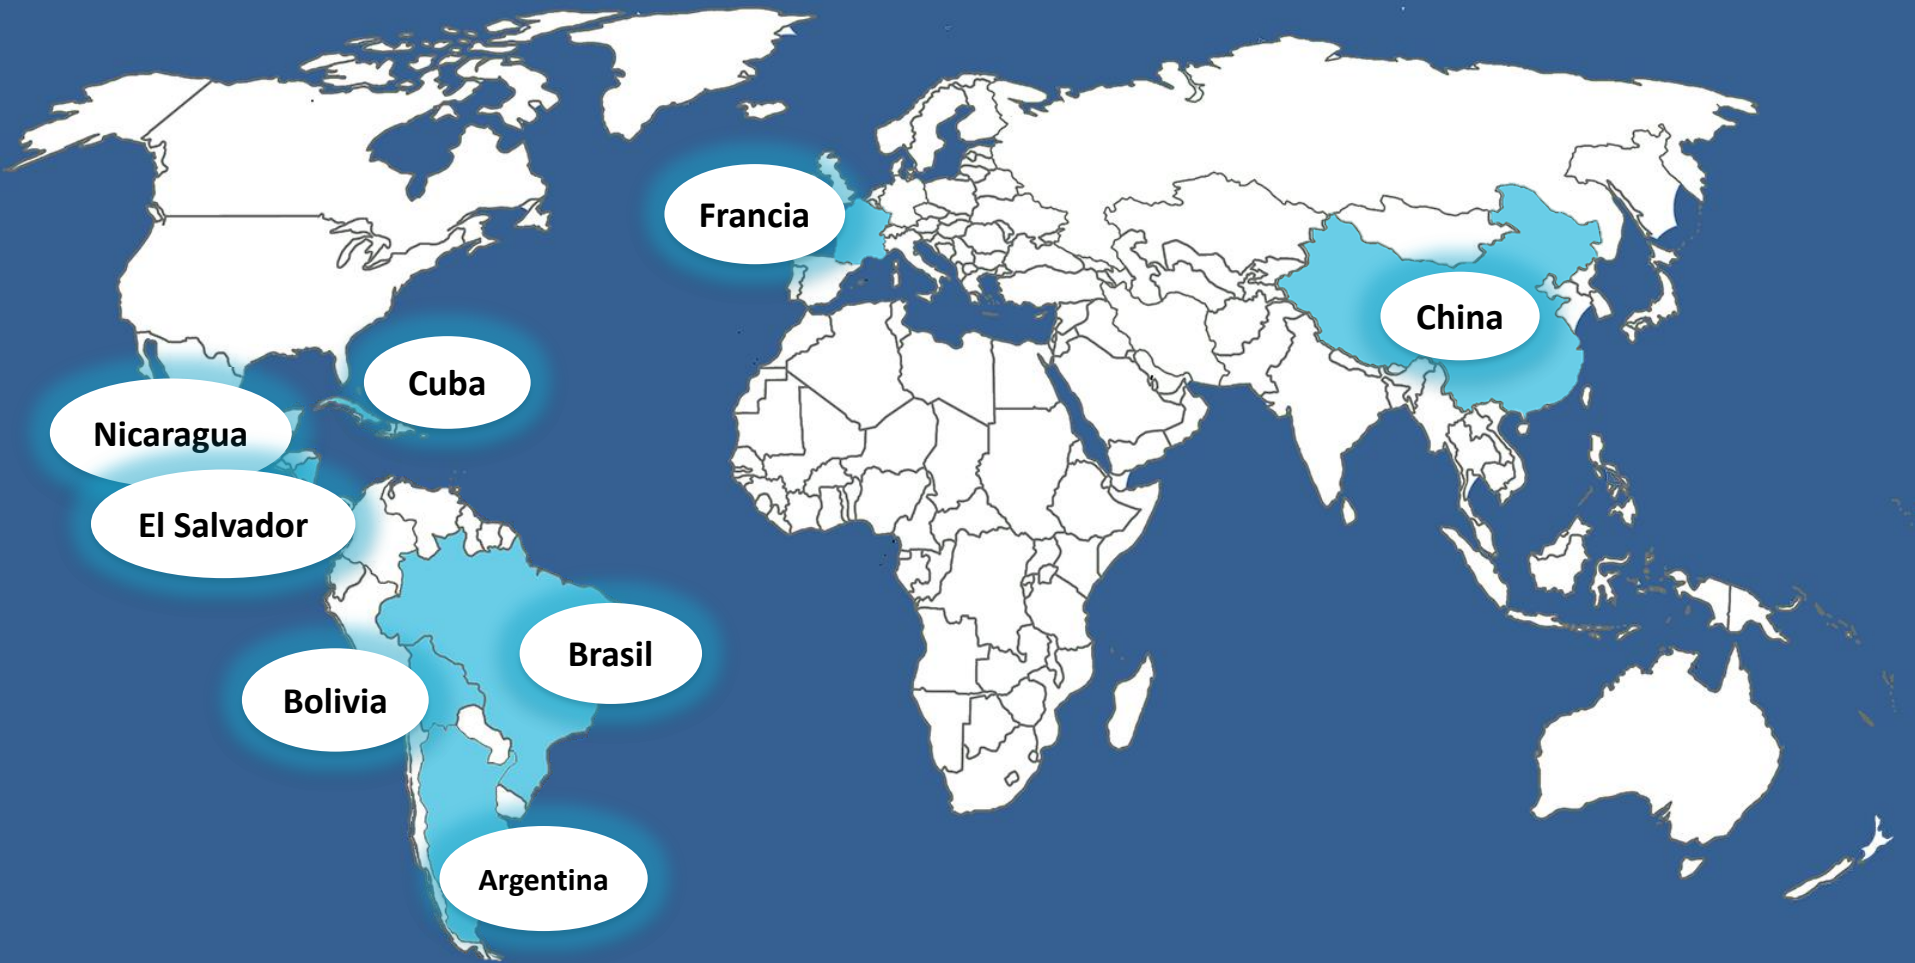 Francia
China
Cuba
Nicaragua
El Salvador
Brasil
Bolivia
Argentina